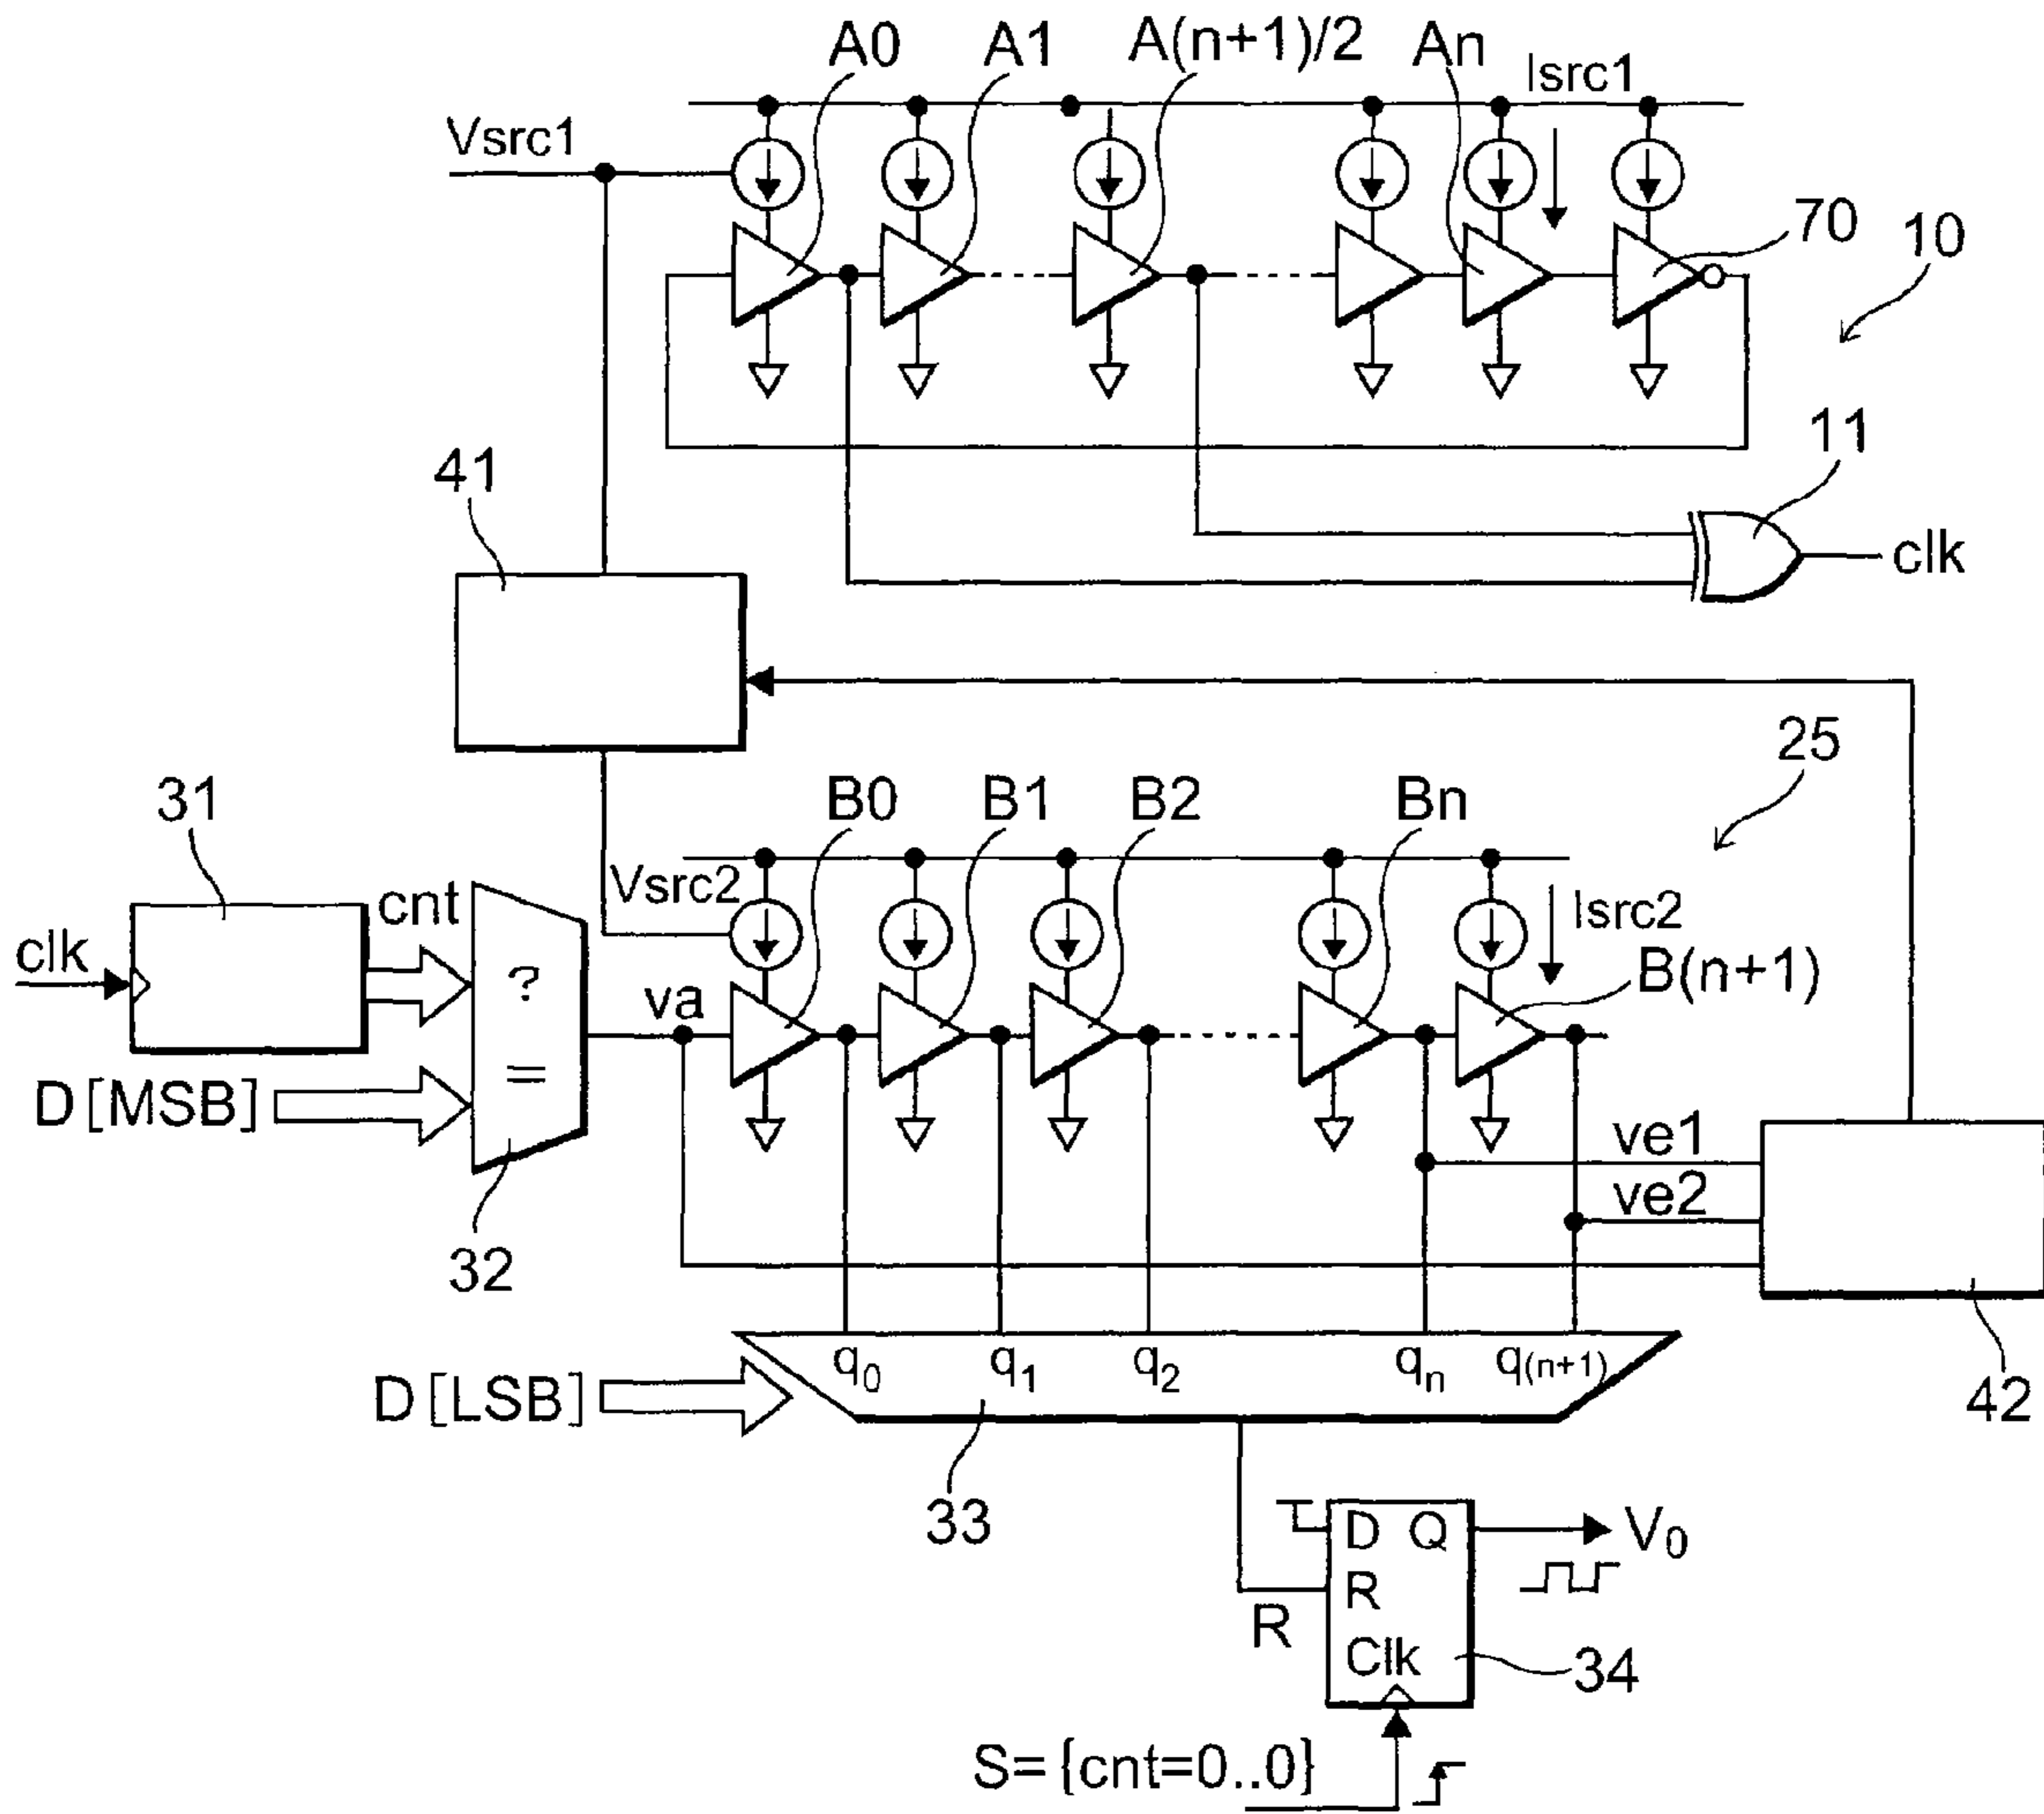 A0 A1 A(n+1)/2 An Isrc1
Vsrc1
70 10
11
41
clk
25
31 B0 B1 B2 Bn
cnt Vsrc2 Isrc2
clk ? va B(n+1)
D[MSB] =
ve1
ve2
32
q0 q1 q2 qn q(n+1)
D[LSB] 42
33
D Q V0
R
R
Clk 34
S={cnt=0..0}